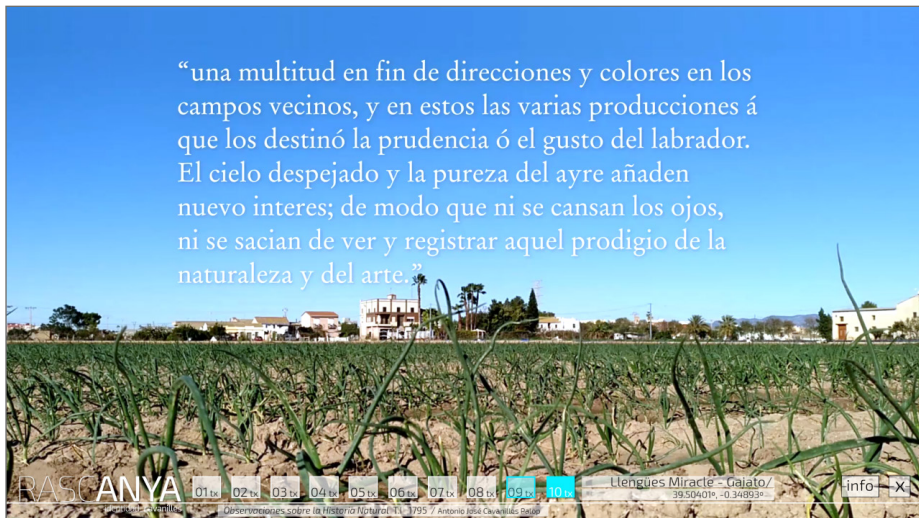 “una multitud en fin de direcciones y colores en los
campos vecinos, y en estos las varias producciones á
que los destinó la prudencia ó el gusto del labrador.
El cielo despejado y la pureza del ayre añaden
nuevo interes; de modo que ni se cansan los ojos,
ni se sacian de ver y registrar aquel prodigio de la
naturaleza y del arte.”
RASCANYA
identidad cavanilles
01 tx 02 tx 03 tx 04 tx 05 tx 06 tx 07 tx 08 tx 09 tx 10 tx
Llengües Miracle - Gaiato/
39.50401º, -0.34893º
info X
Observaciones sobre la Historia Natural T.I - 1795 / Antonio José Cavanilles Palop